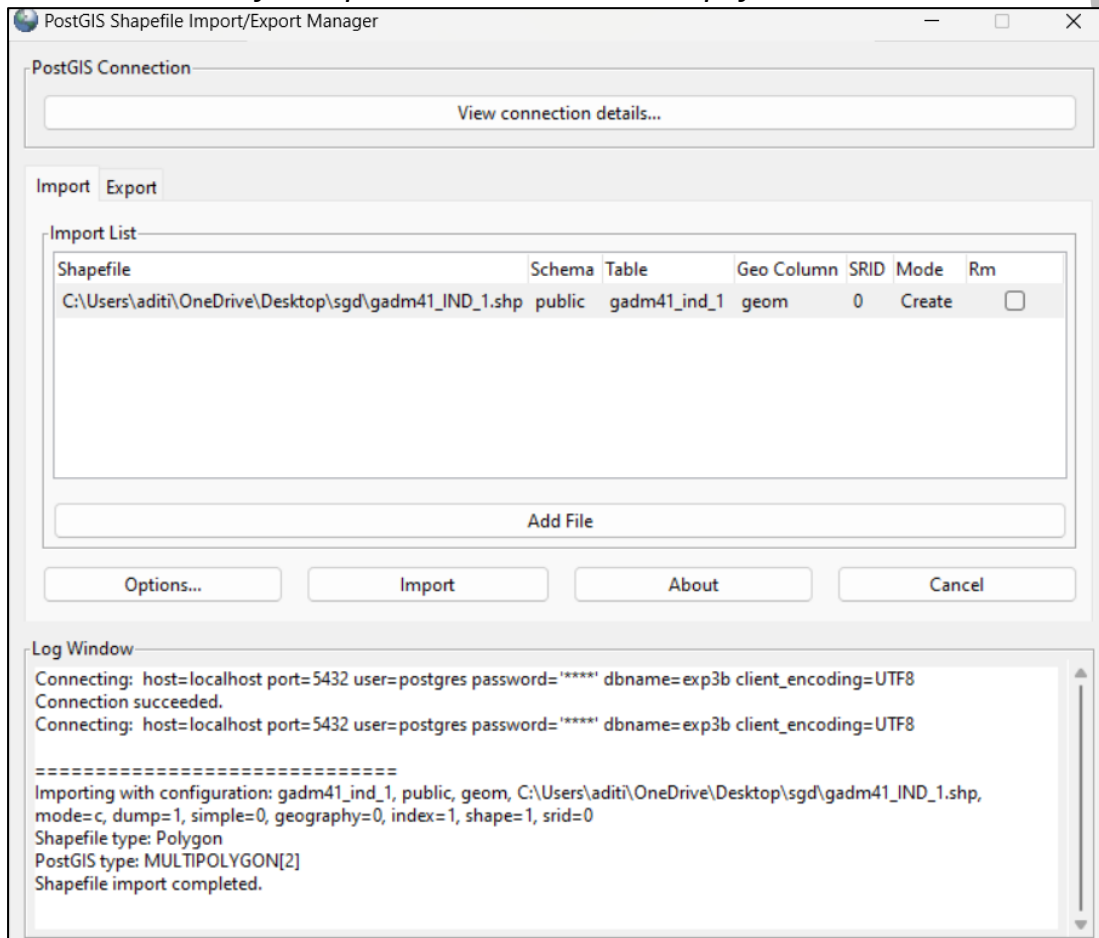 PostGIS Shapefile Import/Export Manager
PostGIS Connection
View connection details...
Import Export
Import List
Shapefile Schema Table Geo Column SRID Mode Rm
C:\Users\aditi\OneDrive\Desktop\sgd\gadm41_IND_1.shp public gadm41_ind_1 geom 0 Create
Add File
Options... Import About Cancel
Log Window
Connecting: host=localhost port=5432 user=postgres password='****' dbname=exp3b client_encoding=UTF8
Connection succeeded.
Connecting: host=localhost port=5432 user=postgres password='****' dbname=exp3b client_encoding=UTF8
==============================
Importing with configuration: gadm41_ind_1, public, geom, C:\Users\aditi\OneDrive\Desktop\sgd\gadm41_IND_1.shp,
mode=c, dump=1, simple=0, geography=0, index=1, shape=1, srid=0
Shapefile type: Polygon
PostGIS type: MULTIPOLYGON[2]
Shapefile import completed.